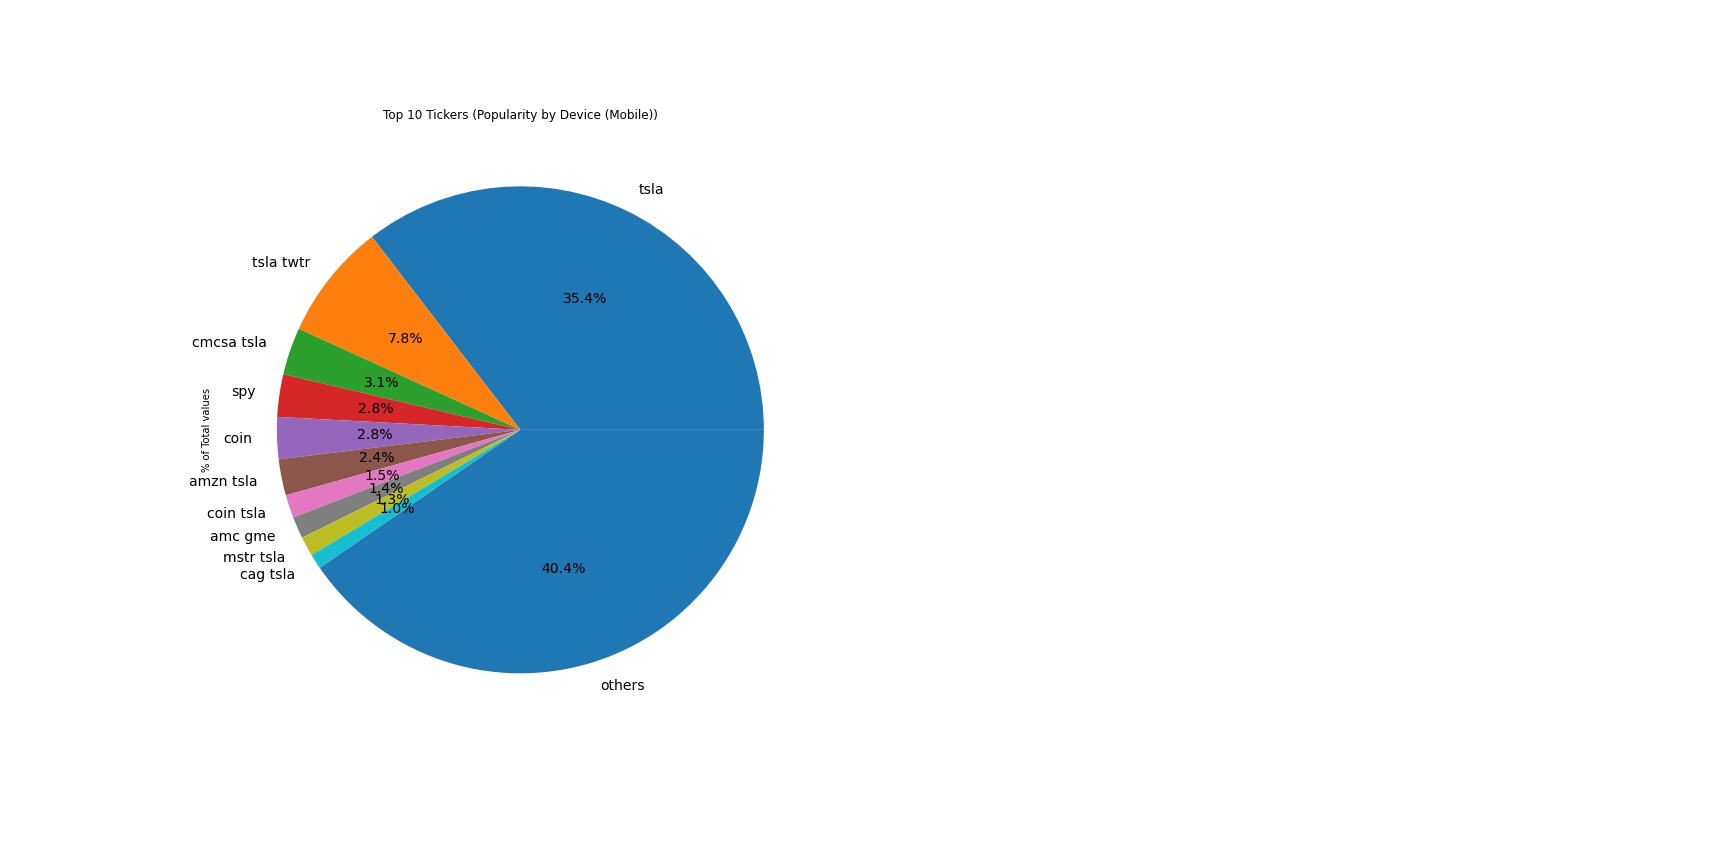 Top 10 Tickers (Popularity by Device (Mobile))
tsla
35.4%
tsla twtr
7.8%
cmcsa tsla
3.1%
spy
2.8%
coin
2.8%
amzn tsla
2.4%
coin tsla
1.5%
amc gme
1.4%
mstr tsla
1.3%
cag tsla
1.0%
others
40.4%
% of Total values